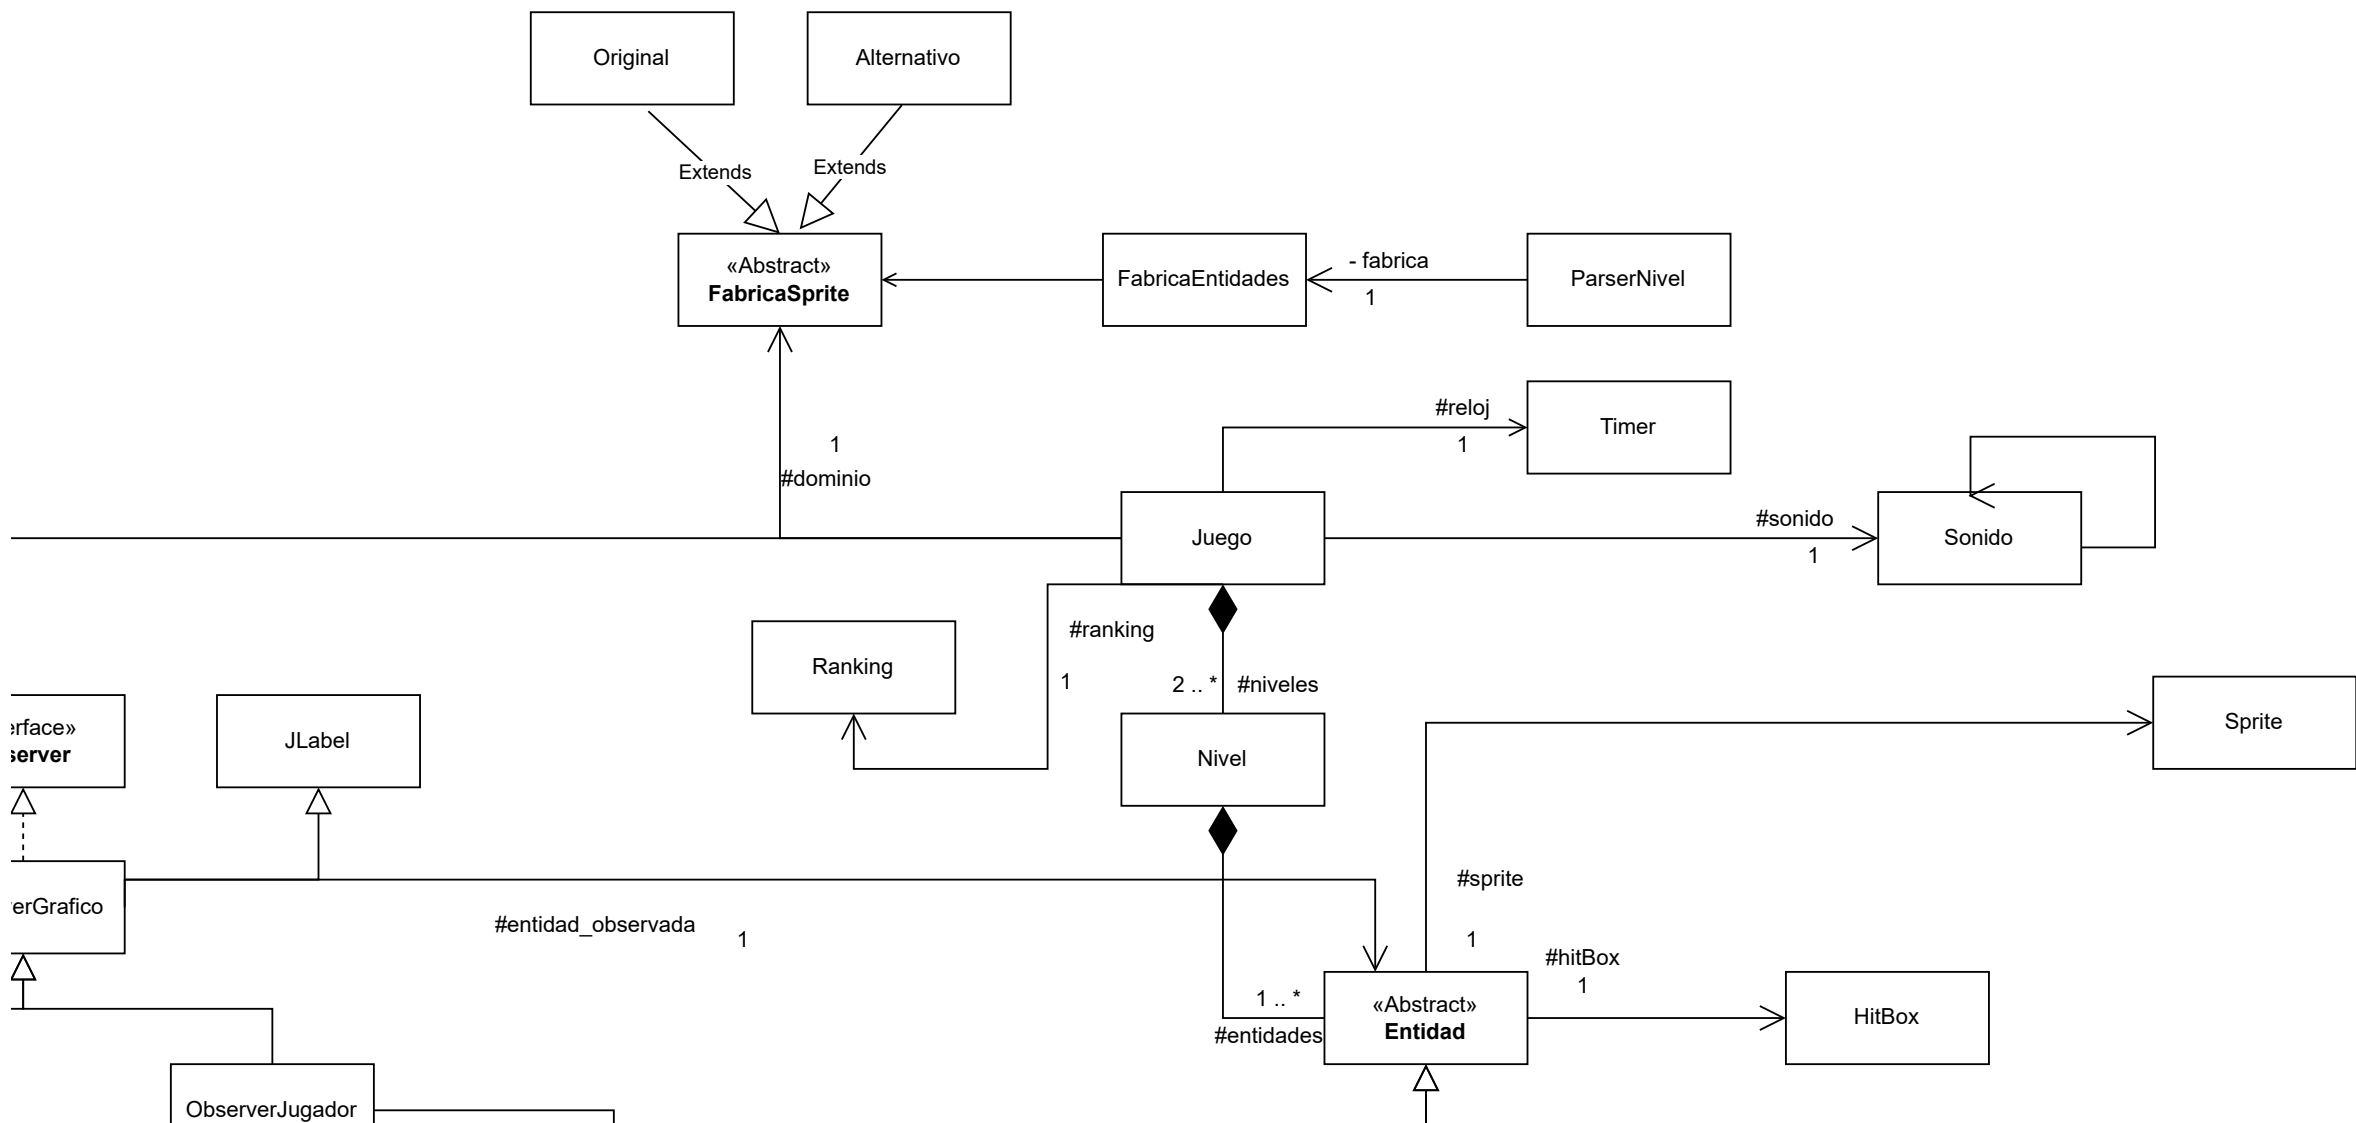 Original
Alternativo
Extends
Extends
«Abstract»
FabricaSprite
FabricaEntidades
- fabrica
1
ParserNivel
#reloj
1
Timer
1
#dominio
Juego
#sonido
1
Sonido
#ranking
1
Ranking
2 .. *
#niveles
Nivel
Sprite
erface»
server
JLabel
#sprite
1
erGrafico
#entidad_observada
1
#hitBox
1
1 .. *
#entidades
«Abstract»
Entidad
HitBox
ObserverJugador